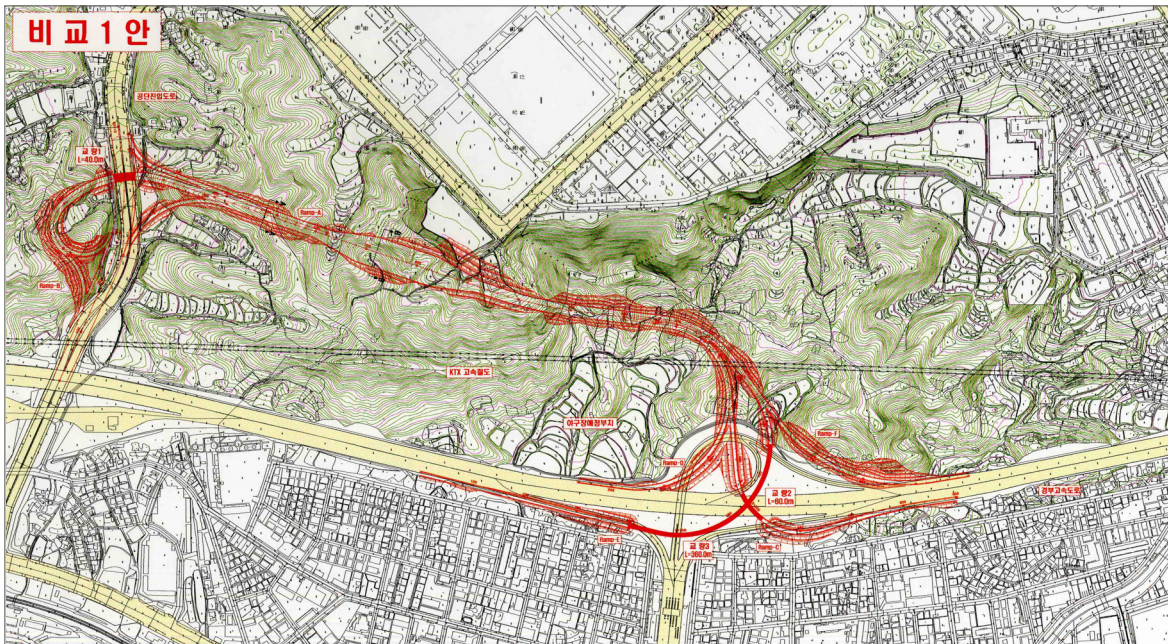 비 교 1 안
공단진입도로
교 량1
L=40.0m
Ramp-A
Ramp-B
KTX 고속철도
야구장예정부지
Ramp-F
Ramp-D
교 량2
L=60.0m
경부고속도로
Ramp-E
교 량3
L=360.0m
Ramp-C